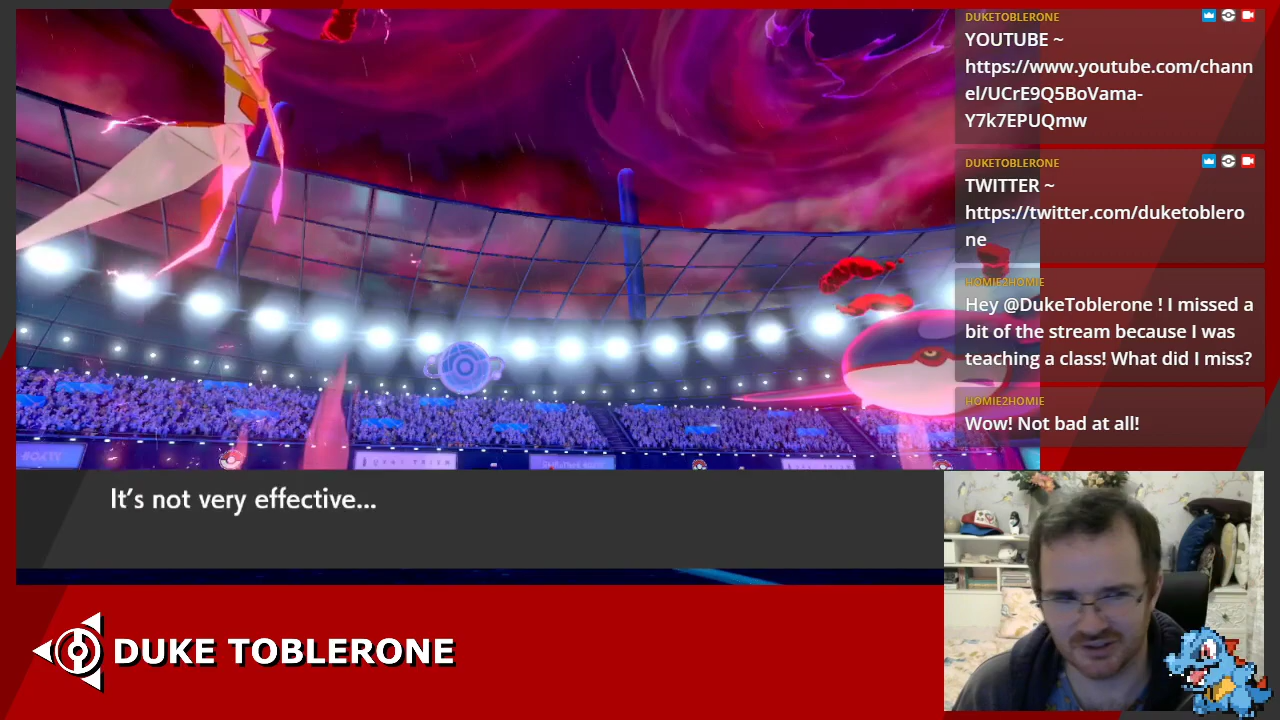 DUKETOBLERONE
YOUTUBE ~
https://www.youtube.com/chann
el/UCrE9Q5BoVama-
Y7k7EPUQmw
DUKETOBLERONE
TWITTER ~
https://twitter.com/duketoblero
ne
HOMIE2HOMIE
Hey @DukeToblerone ! I missed a
bit of the stream because I was
teaching a class! What did I miss?
HOMIE2HOMIE
Wow! Not bad at all!
It's not very effective...
DUKE TOBLERONE